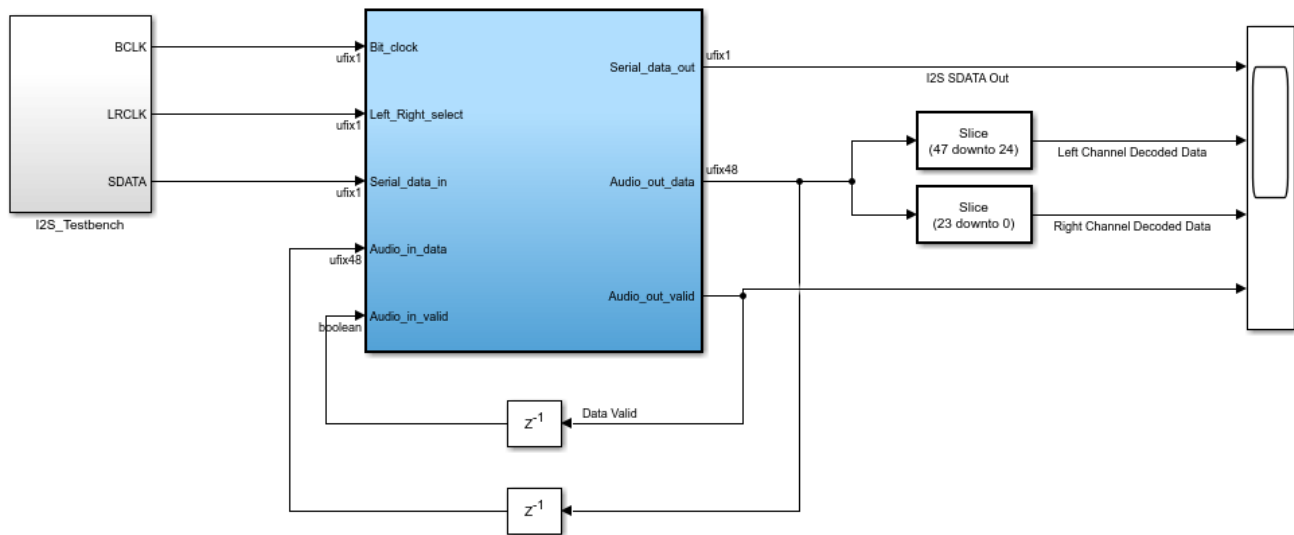 BCLK
LRCLK
SDATA
I2S_Testbench
ufix1
ufix1
ufix1
ufix48
boolean
Bit_clock
Left_Right_select
Serial_data_in
Audio_in_data
Audio_in_valid
Serial_data_out
Audio_out_data
Audio_out_valid
ufix1
I2S SDATA Out
ufix48
Slice
(47 downto 24)
Left Channel Decoded Data
Slice
(23 downto 0)
Right Channel Decoded Data
Data Valid
z-1
z-1